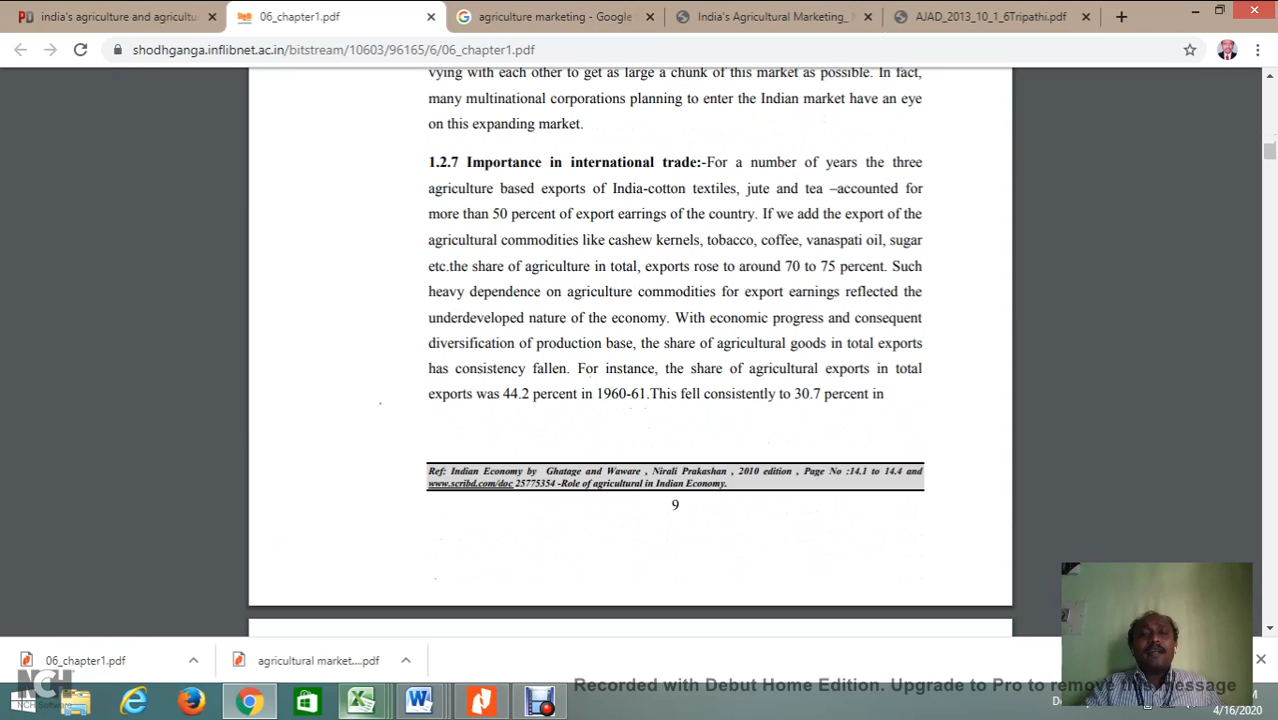 india's agriculture and agricultu
06_chapter1.pdf
agriculture marketing - Google
India's Agricultural Marketing_
AJAD_2013_10_1_6Tripathi.pdf
shodhganga.inflibnet.ac.in/bitstream/10603/96165/6/06_chapter1.pdf
vying with each other to get as large a chunk of this market as possible. In fact,
many multinational corporations planning to enter the Indian market have an eye
on this expanding market.
1.2.7 Importance in international trade:-For a number of years the three
agriculture based exports of India-cotton textiles, jute and tea –accounted for
more than 50 percent of export earrings of the country. If we add the export of the
agricultural commodities like cashew kernels, tobacco, coffee, vanaspati oil, sugar
etc.the share of agriculture in total, exports rose to around 70 to 75 percent. Such
heavy dependence on agriculture commodities for export earnings reflected the
underdeveloped nature of the economy. With economic progress and consequent
diversification of production base, the share of agricultural goods in total exports
has consistency fallen. For instance, the share of agricultural exports in total
exports was 44.2 percent in 1960-61.This fell consistently to 30.7 percent in
Ref: Indian Economy by Ghatage and Waware , Nirali Prakashan , 2010 edition , Page No :14.1 to 14.4 and
www.scribd.com/doc 25775354 -Role of agricultural in Indian Economy.
9
06_chapter1.pdf
agricultural market....pdf
NCH
NCH Software
Recorded with Debut Home Edition. Upgrade to Pro to remove this message
4/16/2020